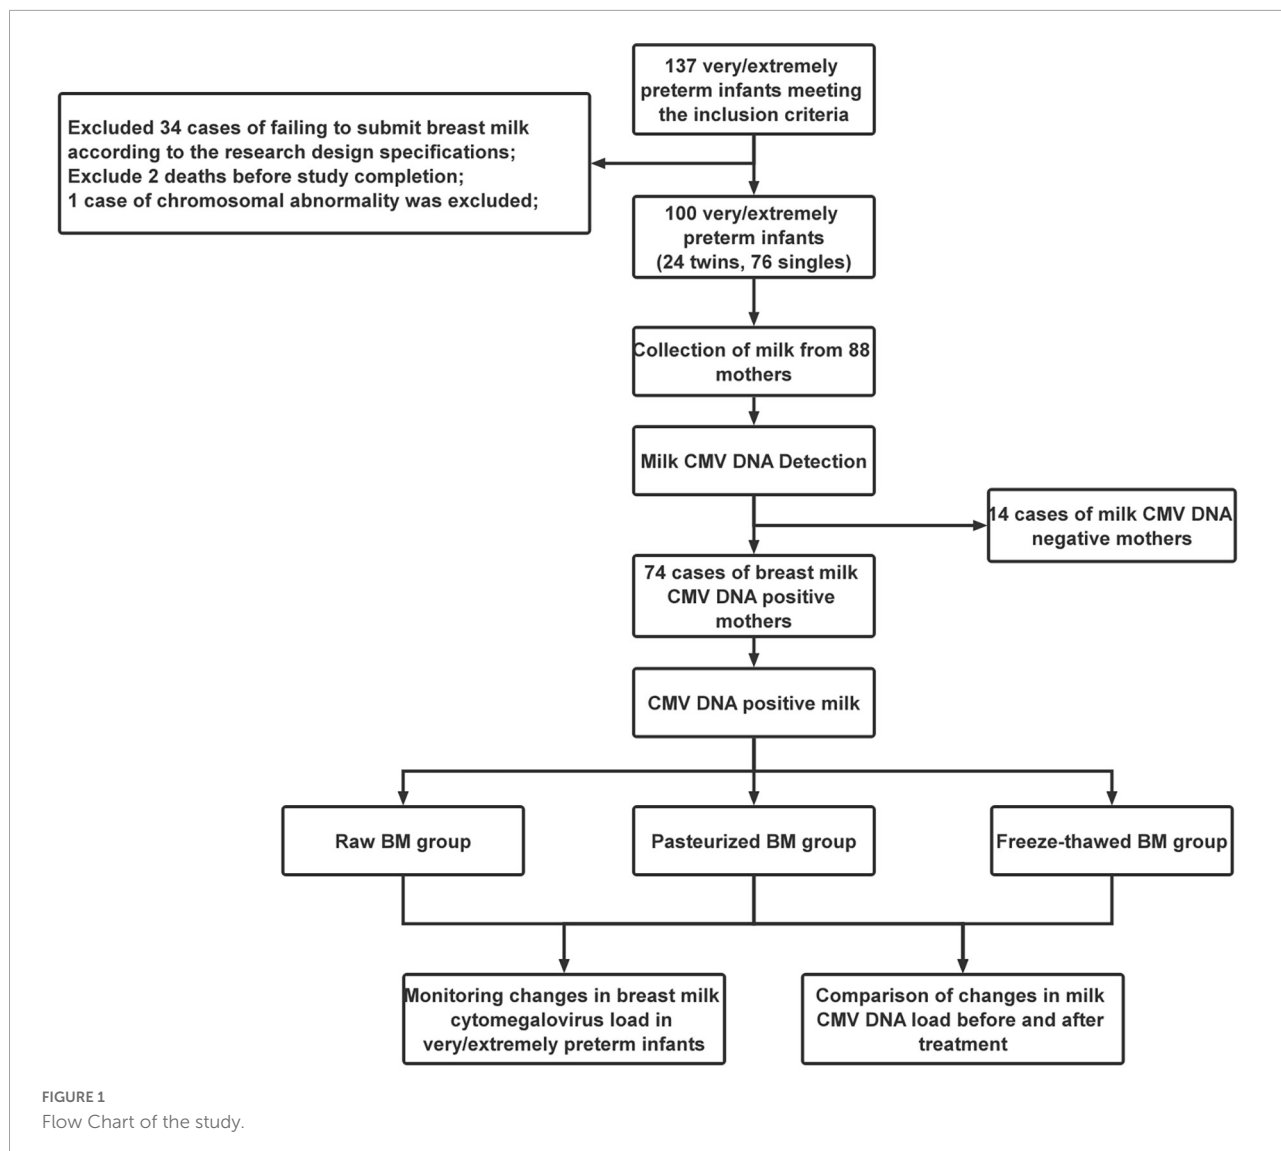 137 very/extremely
preterm infants meeting
the inclusion criteria
Excluded 34 cases of failing to submit breast milk
according to the research design specifications;
Exclude 2 deaths before study completion;
1 case of chromosomal abnormality was excluded;
100 very/extremely
preterm infants
(24 twins, 76 singles)
Collection of milk from 88
mothers
Milk CMV DNA Detection
14 cases of milk CMV DNA
negative mothers
74 cases of breast milk
CMV DNA positive
mothers
CMV DNA positive milk
Raw BM group
Pasteurized BM group
Freeze-thawed BM group
Monitoring changes in breast milk
cytomegalovirus load in
very/extremely preterm infants
Comparison of changes in milk
CMV DNA load before and after
treatment
FIGURE 1
Flow Chart of the study.